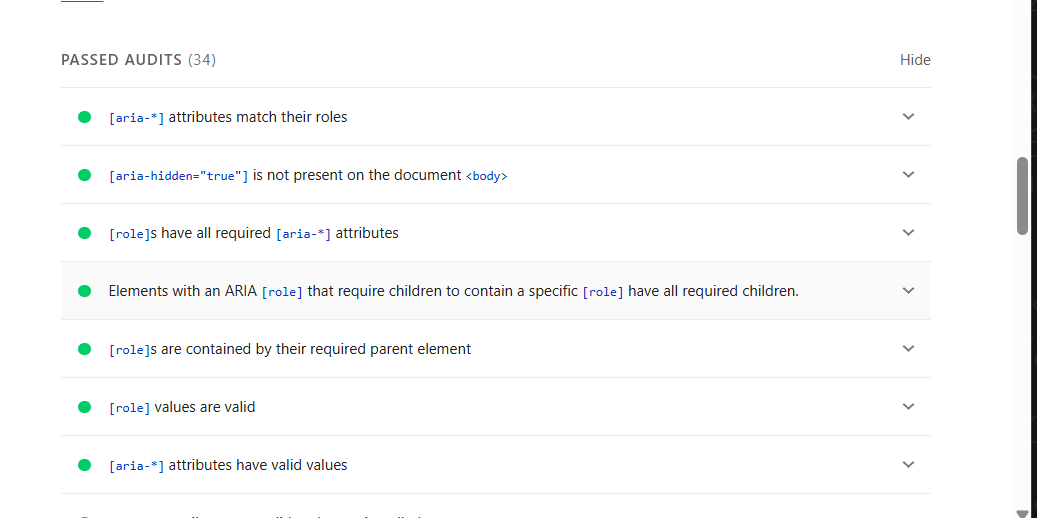 PASSED AUDITS (34)
Hide
[aria-*] attributes match their roles
[aria-hidden="true"] is not present on the document <body>
[role]s have all required [aria-*] attributes
Elements with an ARIA [role] that require children to contain a specific [role] have all required children.
[role]s are contained by their required parent element
[role] values are valid
[aria-*] attributes have valid values